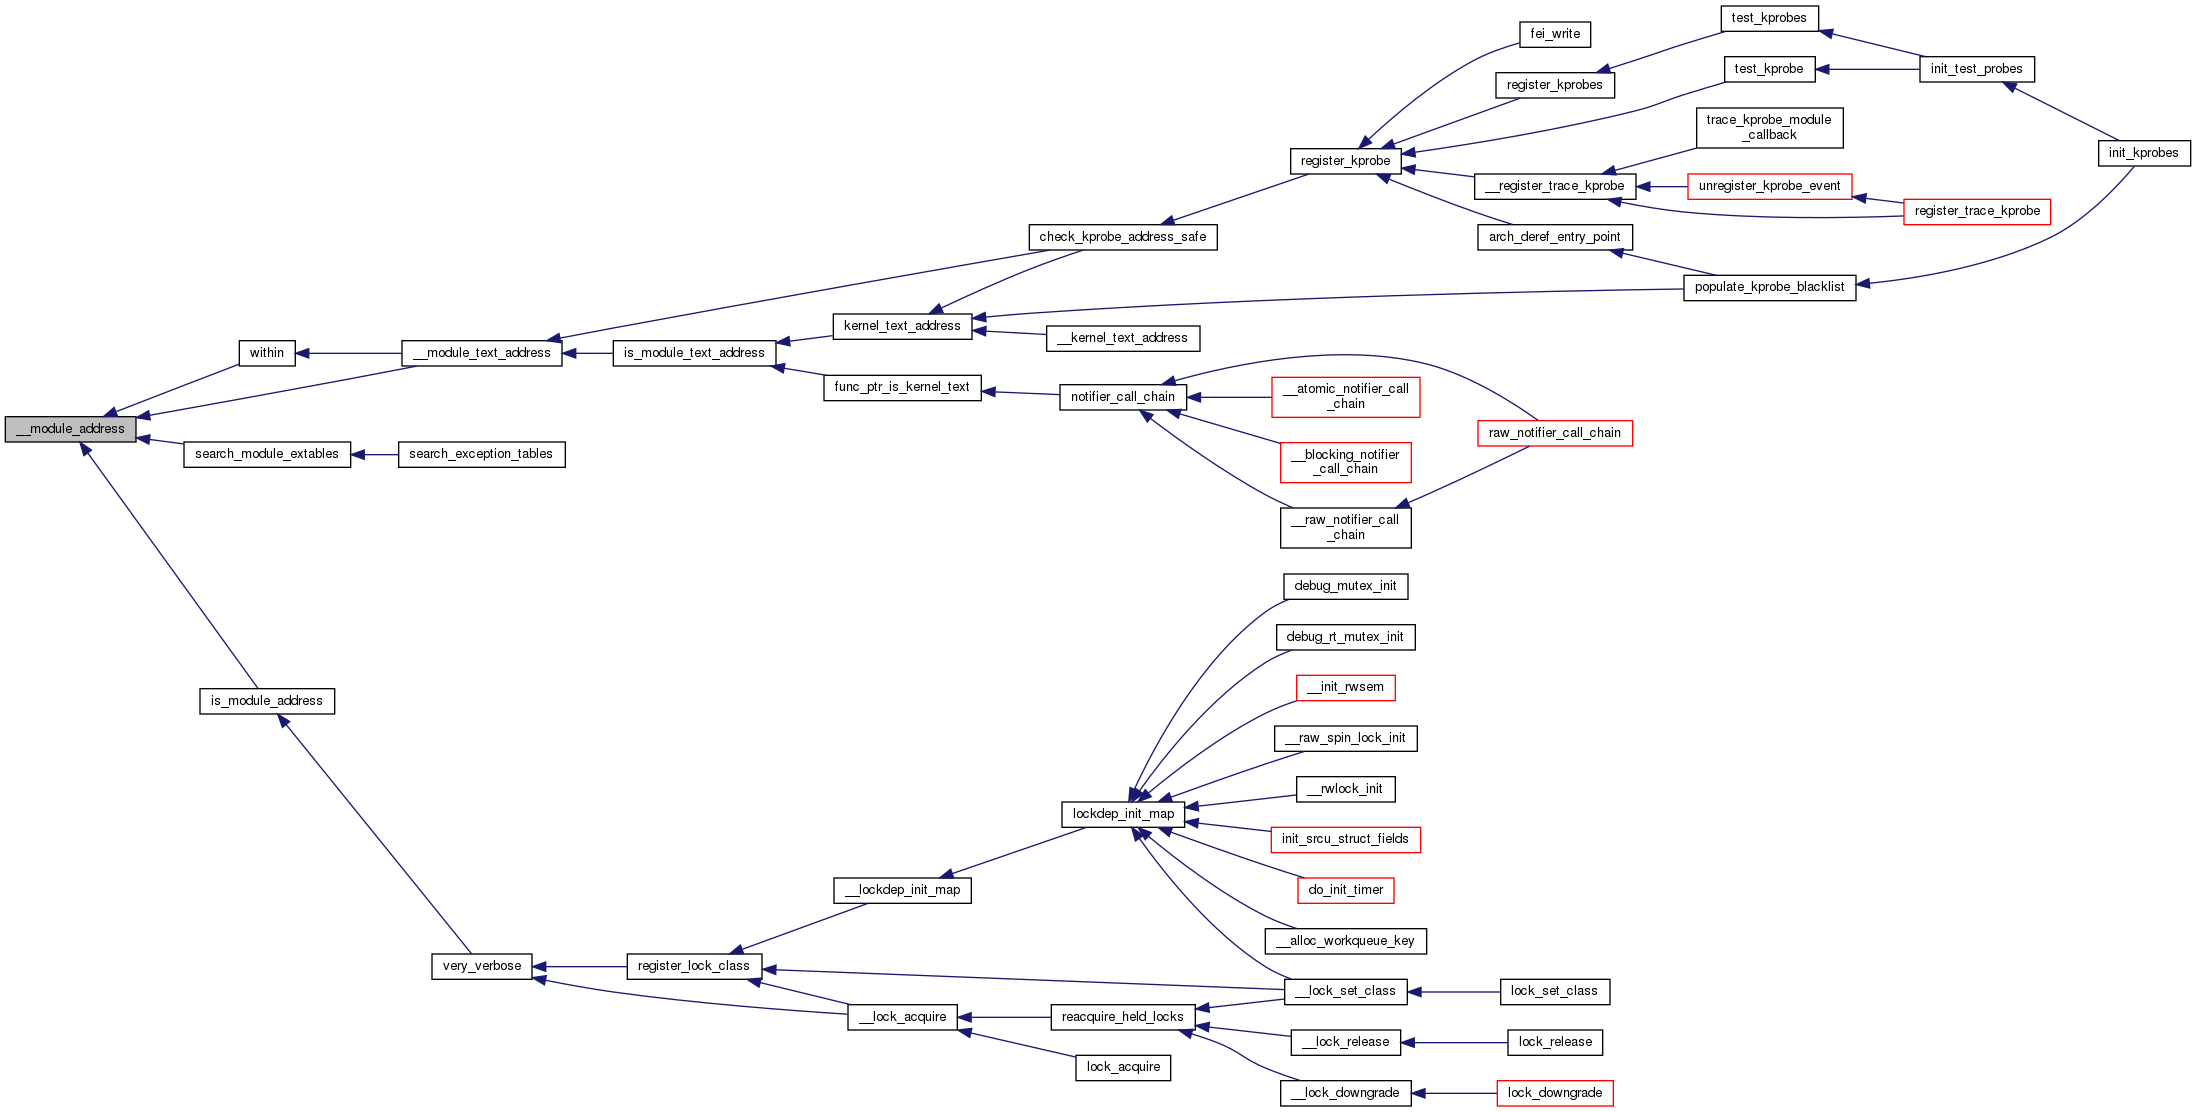 test_kprobes
fei_write
test_kprobe
init_test_probes
register_kprobes
trace_kprobe_module
_callback
init_kprobes
register_kprobe
__register_trace_kprobe
unregister_kprobe_event
register_trace_kprobe
check_kprobe_address_safe
arch_deref_entry_point
populate_kprobe_blacklist
kernel_text_address
__kernel_text_address
within
__module_text_address
is_module_text_address
func_ptr_is_kernel_text
notifier_call_chain
__atomic_notifier_call
_chain
__module_address
raw_notifier_call_chain
search_module_extables
search_exception_tables
__blocking_notifier
_call_chain
__raw_notifier_call
_chain
debug_mutex_init
debug_rt_mutex_init
__init_rwsem
is_module_address
__raw_spin_lock_init
__rwlock_init
lockdep_init_map
init_srcu_struct_fields
__lockdep_init_map
do_init_timer
__alloc_workqueue_key
very_verbose
register_lock_class
__lock_set_class
lock_set_class
__lock_acquire
reacquire_held_locks
__lock_release
lock_release
lock_acquire
__lock_downgrade
lock_downgrade